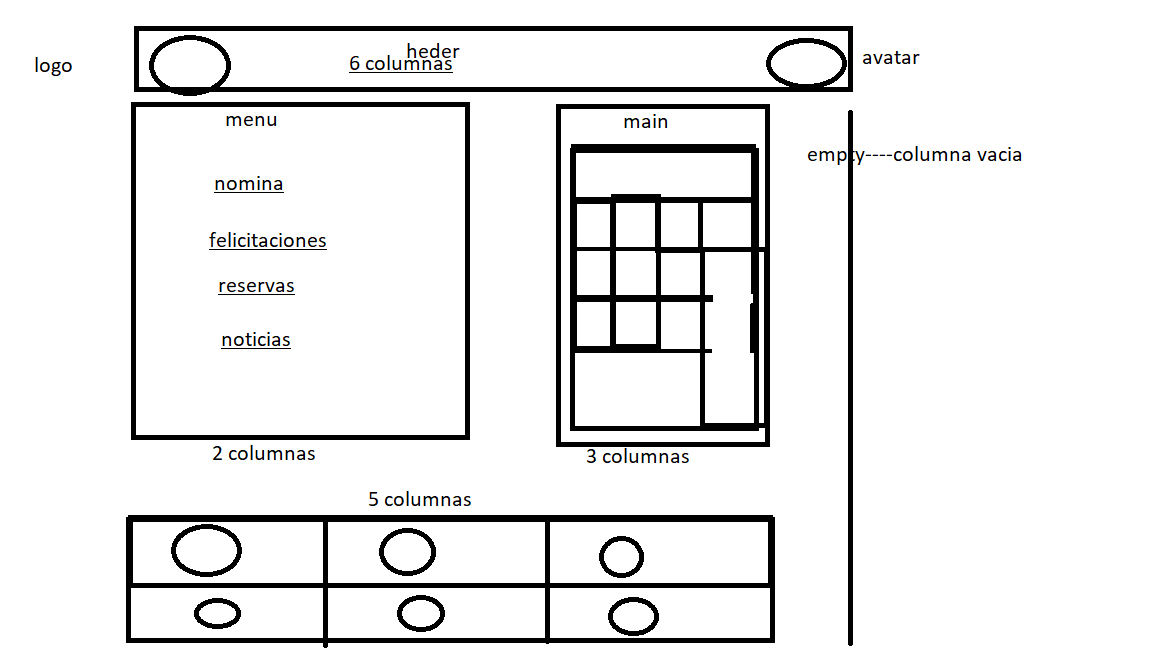 heder
logo
6 columnas
avatar
menu
main
empty----columna vacia
nomina
felicitaciones
reservas
noticias
2 columnas
3 columnas
5 columnas